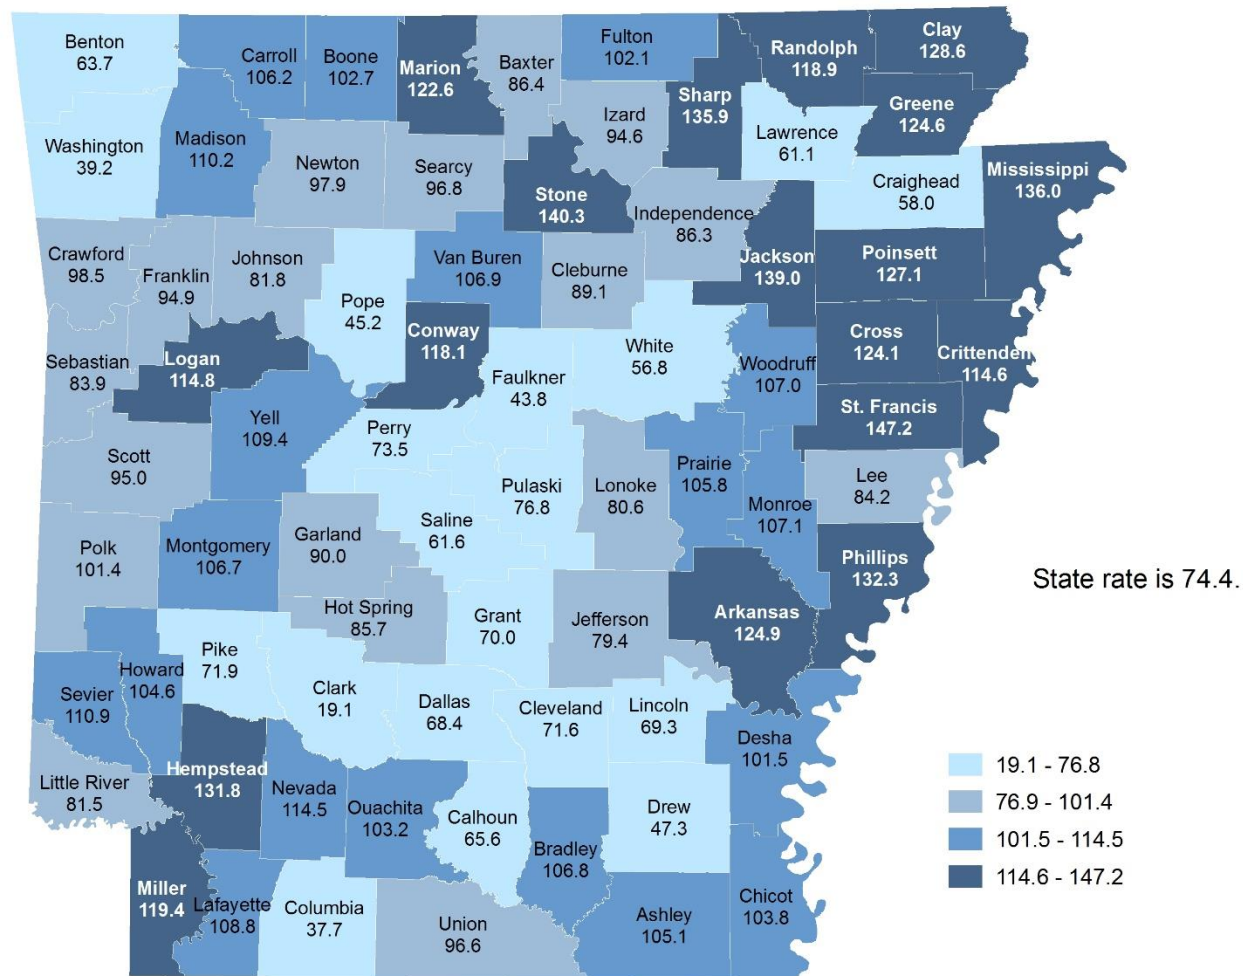 Benton
63.7
Carroll
106.2
Boone
102.7
Marion
122.6
Baxter
86.4
Fulton
102.1
Randolph
118.9
Clay
128.6
Sharp
135.9
Greene
124.6
Izard
94.6
Lawrence
61.1
Washington
39.2
Madison
110.2
Newton
97.9
Searcy
96.8
Stone
140.3
Independence
86.3
Craighead
58.0
Mississippi
136.0
Crawford
98.5
Franklin
94.9
Johnson
81.8
Pope
45.2
Van Buren
106.9
Cleburne
89.1
Jackson
139.0
Poinsett
127.1
Sebastian
83.9
Logan
114.8
Conway
118.1
Faulkner
43.8
White
56.8
Woodruff
107.0
Cross
124.1
Crittenden
114.6
St. Francis
147.2
Yell
109.4
Perry
73.5
Scott
95.0
Pulaski
76.8
Lonoke
80.6
Prairie
105.8
Monroe
107.1
Lee
84.2
Saline
61.6
Garland
90.0
Polk
101.4
Montgomery
106.7
Phillips
132.3
State rate is 74.4.
Hot Spring
85.7
Grant
70.0
Jefferson
79.4
Arkansas
124.9
Pike
71.9
Howard
104.6
Sevier
110.9
Clark
19.1
Dallas
68.4
Cleveland
71.6
Lincoln
69.3
Desha
101.5
Little River
81.5
Hempstead
131.8
Nevada
114.5
Ouachita
103.2
Calhoun
65.6
Bradley
106.8
Drew
47.3
Miller
119.4
Lafayette
108.8
Columbia
37.7
Union
96.6
Ashley
105.1
Chicot
103.8
19.1 - 76.8
76.9 - 101.4
101.5 - 114.5
114.6 - 147.2